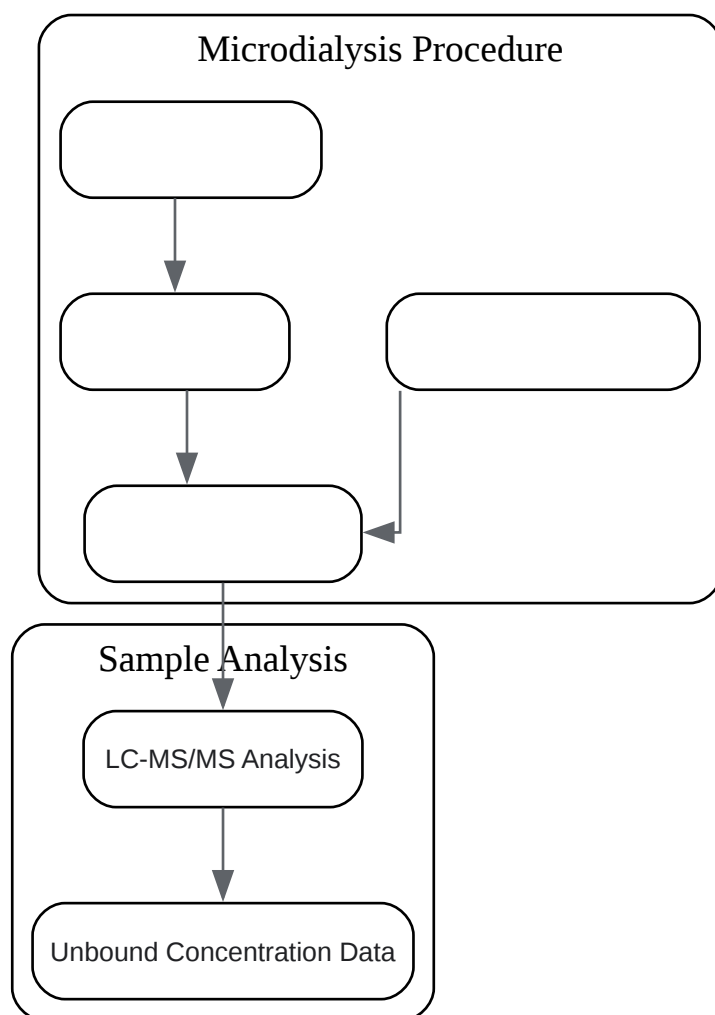 Microdialysis Procedure
Sample Analysis
LC-MS/MS Analysis
Unbound Concentration Data